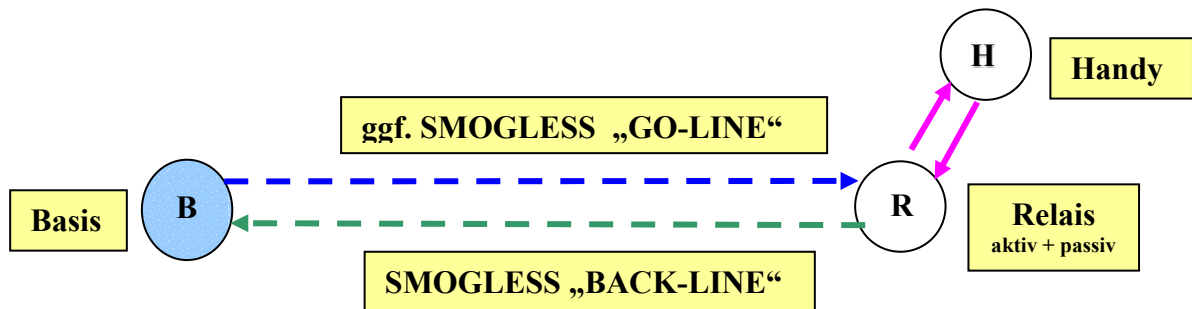 H
Handy
ggf. SMOGLESS „GO-LINE“
Basis
B
R
Relais
aktiv + passiv
SMOGLESS „BACK-LINE“